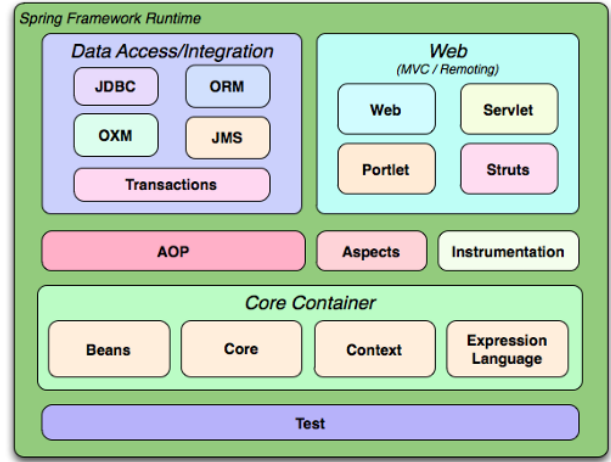 Spring Framework Runtime
Data Access/Integration
JDBC
ORM
OXM
JMS
Transactions
Web
(MVC / Remoting)
Web
Servlet
Portlet
Struts
AOP
Aspects
Instrumentation
Core Container
Beans
Core
Context
Expression
Language
Test